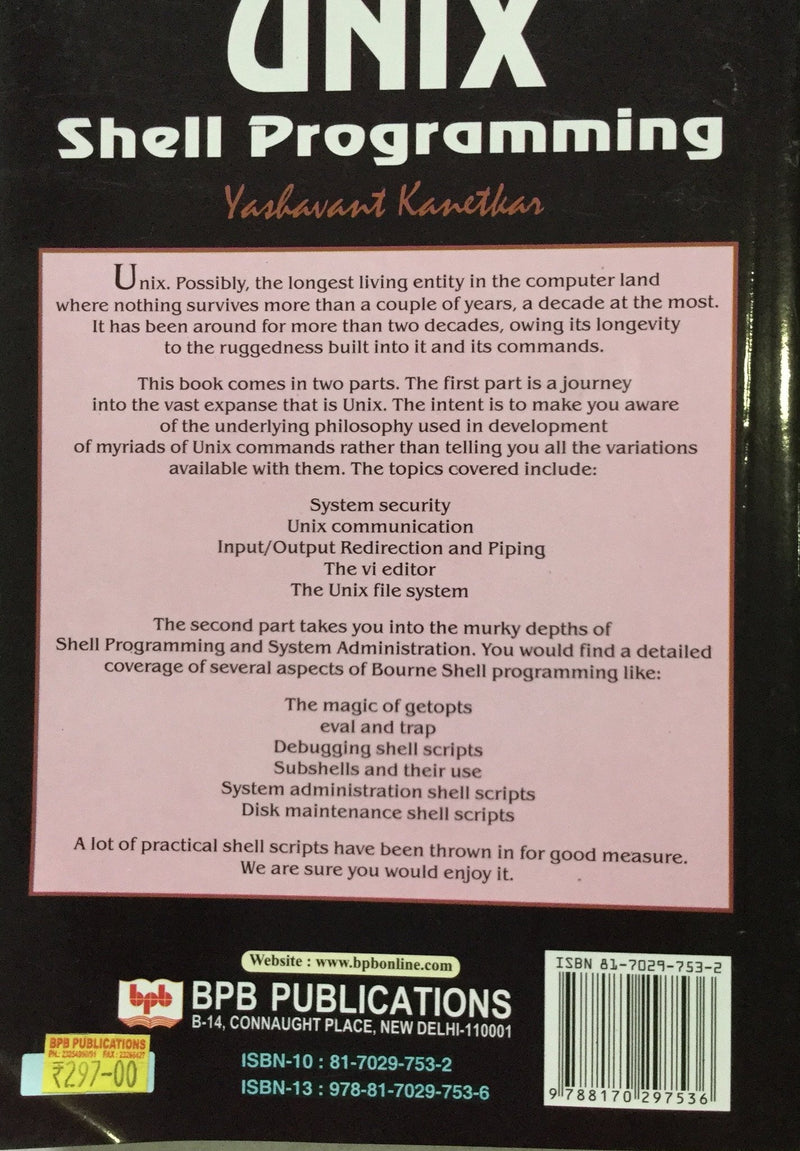 UNIX
Shell Programming
Yashavant Kanetkar
Unix. Possibly, the longest living entity in the computer land
where nothing survives more than a couple of years, a decade at the most.
It has been around for more than two decades, owing its longevity
to the ruggedness built into it and its commands.
This book comes in two parts. The first part is a journey
into the vast expanse that is Unix. The intent is to make you aware
of the underlying philosophy used in development
of myriads of Unix commands rather than telling you all the variations
available with them. The topics covered include:
System security
Unix communication
Input/Output Redirection and Piping
The vi editor
The Unix file system
The second part takes you into the murky depths of
Shell Programming and System Administration. You would find a detailed
coverage of several aspects of Bourne Shell programming like:
The magic of getopts
eval and trap
Debugging shell scripts
Subshells and their use
System administration shell scripts
Disk maintenance shell scripts
A lot of practical shell scripts have been thrown in for good measure.
We are sure you would enjoy it.
Website : www.bpbonline.com
bpb
BPB PUBLICATIONS
B-14, CONNAUGHT PLACE, NEW DELHI-110001
ISBN-10 : 81-7029-753-2
ISBN-13 : 978-81-7029-753-6
ISBN 81-7029-753-2
9 788170 297536
BPB PUBLICATIONS
₹297-00